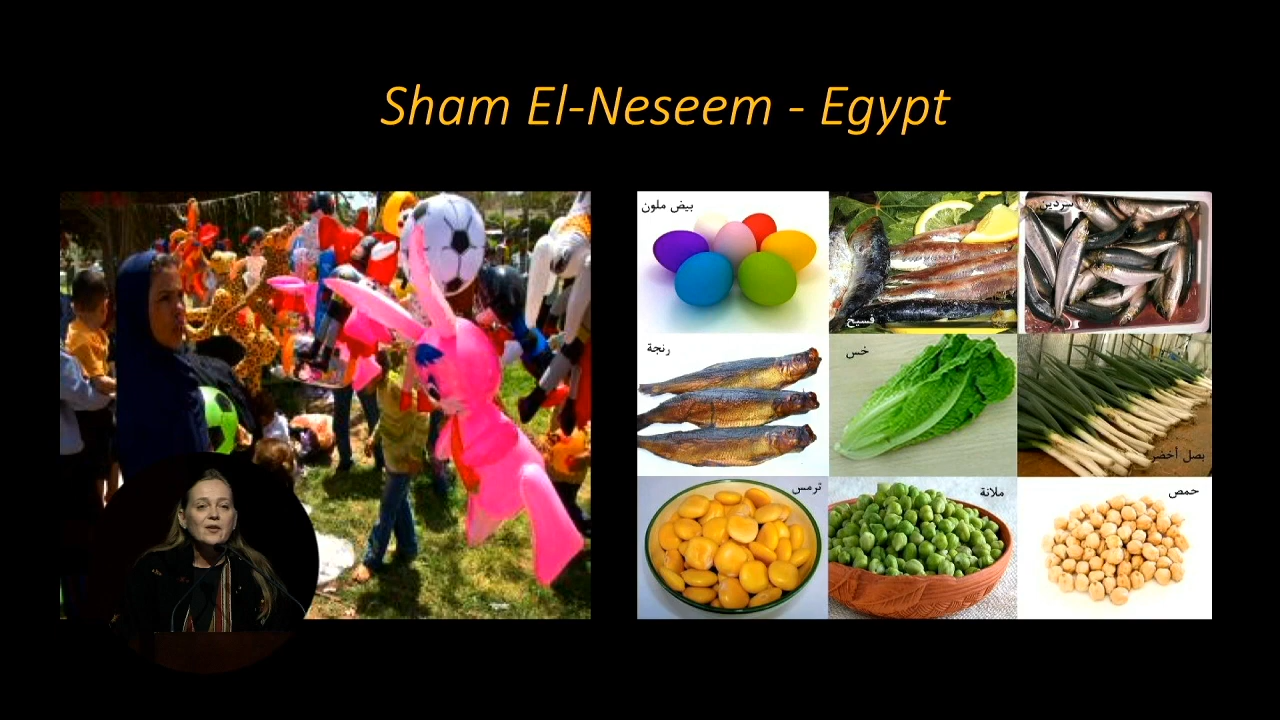 Sham El-Neseem - Egypt
بيض ملون
فسيخ
سردين
رنجة
خس
بصل أخضر
ترمس
ملانة
حمص